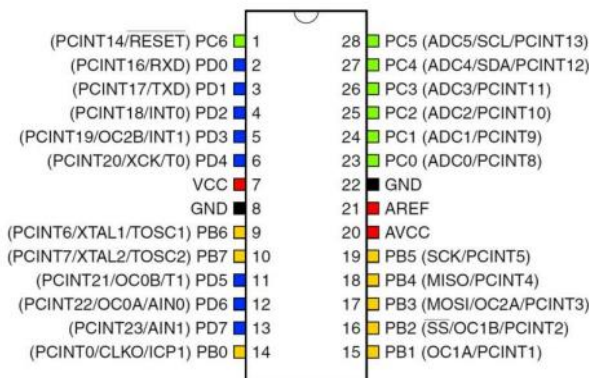 (PCINT14/RESET) PC6 1
(PCINT16/RXD) PD0 2
(PCINT17/TXD) PD1 3
(PCINT18/INT0) PD2 4
(PCINT19/OC2B/INT1) PD3 5
(PCINT20/XCK/T0) PD4 6
VCC 7
GND 8
(PCINT6/XTAL1/TOSC1) PB6 9
(PCINT7/XTAL2/TOSC2) PB7 10
(PCINT21/OC0B/T1) PD5 11
(PCINT22/OC0A/AIN0) PD6 12
(PCINT23/AIN1) PD7 13
(PCINT0/CLKO/ICP1) PB0 14
28 PC5 (ADC5/SCL/PCINT13)
27 PC4 (ADC4/SDA/PCINT12)
26 PC3 (ADC3/PCINT11)
25 PC2 (ADC2/PCINT10)
24 PC1 (ADC1/PCINT9)
23 PC0 (ADC0/PCINT8)
22 GND
21 AREF
20 AVCC
19 PB5 (SCK/PCINT5)
18 PB4 (MISO/PCINT4)
17 PB3 (MOSI/OC2A/PCINT3)
16 PB2 (SS/OC1B/PCINT2)
15 PB1 (OC1A/PCINT1)